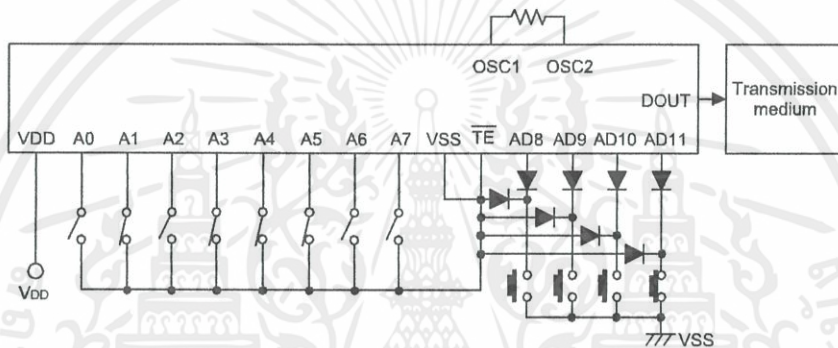 OSC1 OSC2
DOUT
Transmission
medium
VDD A0 A1 A2 A3 A4 A5 A6 A7 VSS T̅E̅ AD8 AD9 AD10 AD11
VDD
VSS